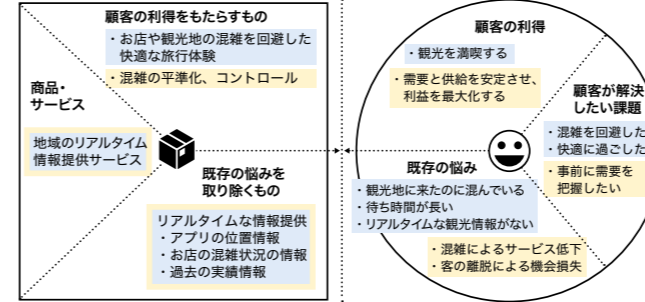 顧客の利得をもたらすもの
・お店や観光地の混雑を回避した
快適な旅行体験
・混雑の平準化、コントロール
商品・
サービス
地域のリアルタイム
情報提供サービス
既存の悩みを
取り除くもの
リアルタイムな情報提供
・アプリの位置情報
・お店の混雑状況の情報
・過去の実績情報
顧客の利得
・観光を満喫する
・需要と供給を安定させ、
利益を最大化する
顧客が解決
したい課題
・混雑を回避した
・快適に過ごした
・事前に需要を
把握したい
既存の悩み
・観光地に来たのに混んでいる
・待ち時間が長い
・リアルタイムな観光情報がない
・混雑によるサービス低下
・客の離脱による機会損失